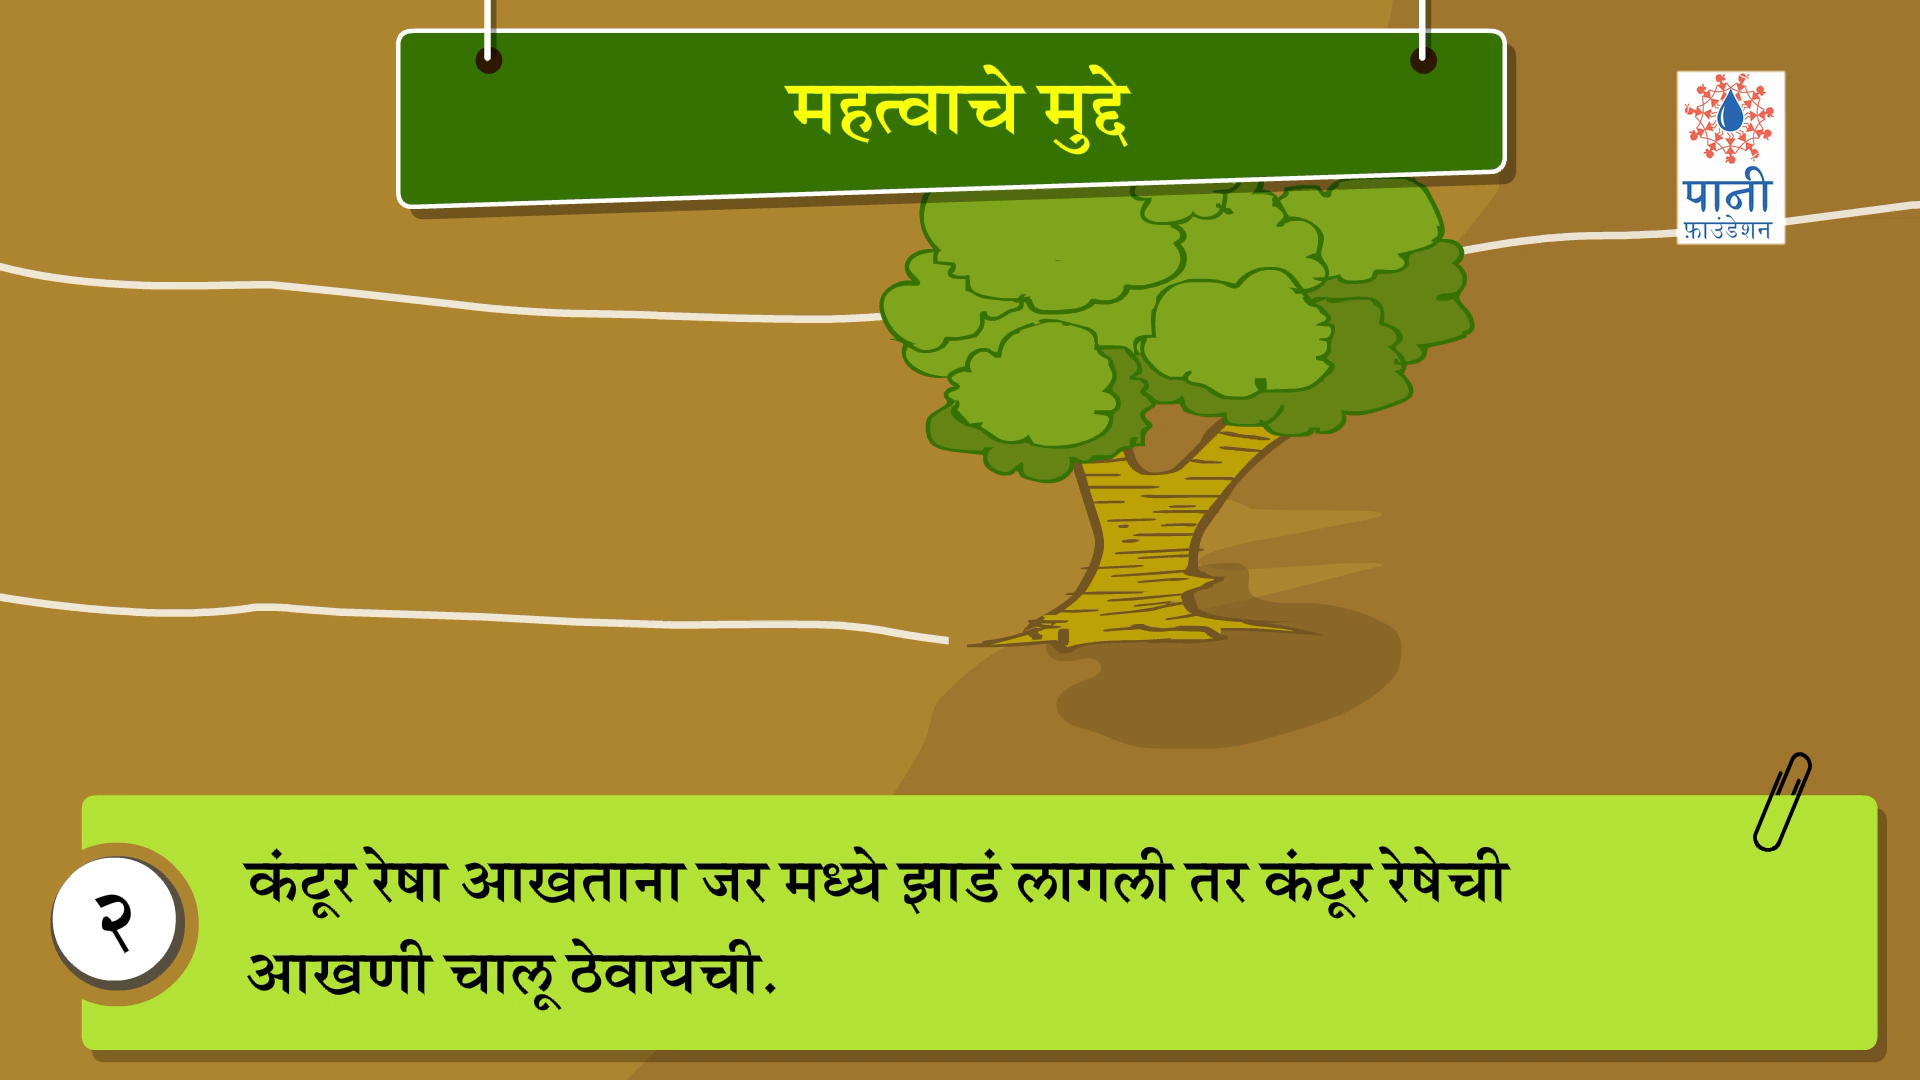 महत्वाचे मुद्दे
पानी
फ़ाउंडेशन
२
कंटूर रेषा आखताना जर मध्ये झाडं लागली तर कंटूर रेषेची
आखणी चालू ठेवायची.